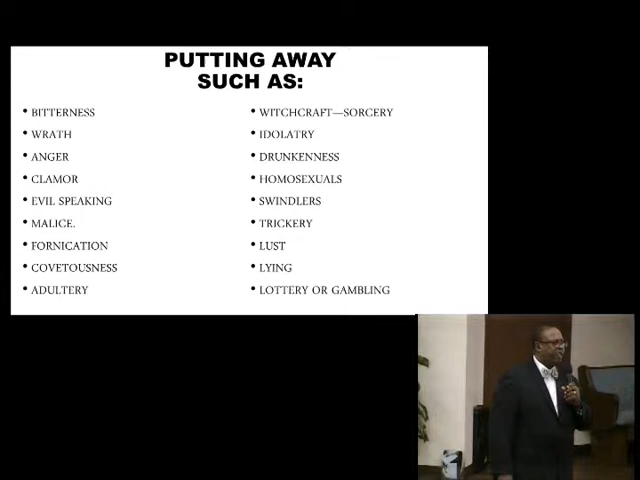 PUTTING AWAY
SUCH AS:
• BITTERNESS
• WRATH
• ANGER
• CLAMOR
• EVIL SPEAKING
• MALICE.
• FORNICATION
• COVETOUSNESS
• ADULTERY
• WITCHCRAFT—SORCERY
• IDOLATRY
• DRUNKENNESS
• HOMOSEXUALS
• SWINDLERS
• TRICKERY
• LUST
• LYING
• LOTTERY OR GAMBLING